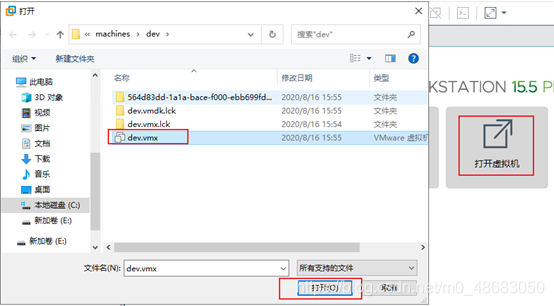 打开
« machines › dev ›
搜索"dev"
组织 新建文件夹
名称 修改日期 类型
此电脑
3D 对象
视频
图片
文档
下载
音乐
桌面
本地磁盘 (C:)
新加卷 (E:)
新加卷 (E:)
564d83dd-1a1a-bace-f000-ebb699fd... 2020/8/16 15:55 文件夹
dev.vmdk.lck 2020/8/16 15:55 文件夹
dev.vmx.lck 2020/8/16 15:54 文件夹
dev.vmx 2020/8/16 15:55 VMware 虚拟机
文件名(N): dev.vmx 所有支持的文件
打开(O) 取消
KSTATION 15.5 PI
打开虚拟机
https://blog.csdn.net/m0_48683050